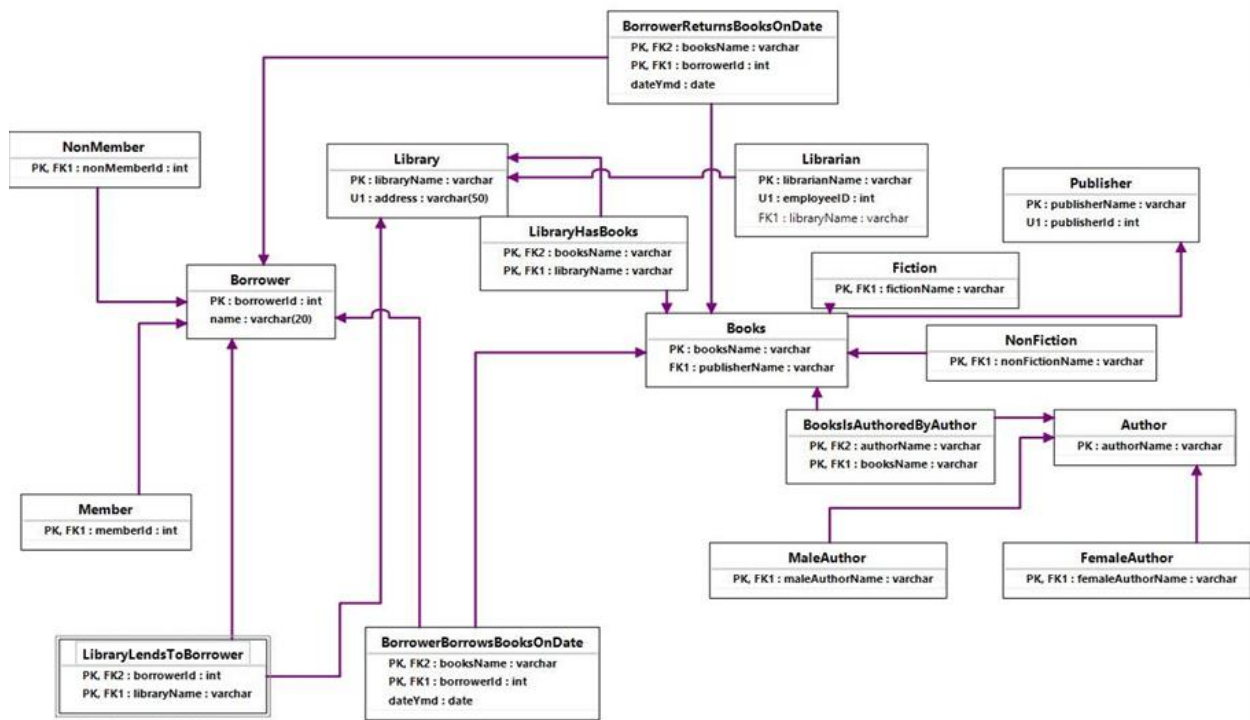 BorrowerReturnsBooksOnDate
PK, FK2 : booksName : varchar
PK, FK1 : borrowerId : int
dateYmd : date
NonMember
PK, FK1 : nonMemberId : int
Library
PK : libraryName : varchar
U1 : address : varchar(50)
Librarian
PK : librarianName : varchar
U1 : employeeID : int
FK1 : libraryName : varchar
Publisher
PK : publisherName : varchar
U1 : publisherId : int
LibraryHasBooks
PK, FK2 : booksName : varchar
PK, FK1 : libraryName : varchar
Borrower
PK : borrowerId : int
name : varchar(20)
Fiction
PK, FK1 : fictionName : varchar
Books
PK : booksName : varchar
FK1 : publisherName : varchar
NonFiction
PK, FK1 : nonFictionName : varchar
BooksIsAuthoredByAuthor
PK, FK2 : authorName : varchar
PK, FK1 : booksName : varchar
Author
PK : authorName : varchar
Member
PK, FK1 : memberId : int
MaleAuthor
PK, FK1 : maleAuthorName : varchar
FemaleAuthor
PK, FK1 : femaleAuthorName : varchar
LibraryLendsToBorrower
PK, FK2 : borrowerId : int
PK, FK1 : libraryName : varchar
BorrowerBorrowsBooksOnDate
PK, FK2 : booksName : varchar
PK, FK1 : borrowerId : int
dateYmd : date